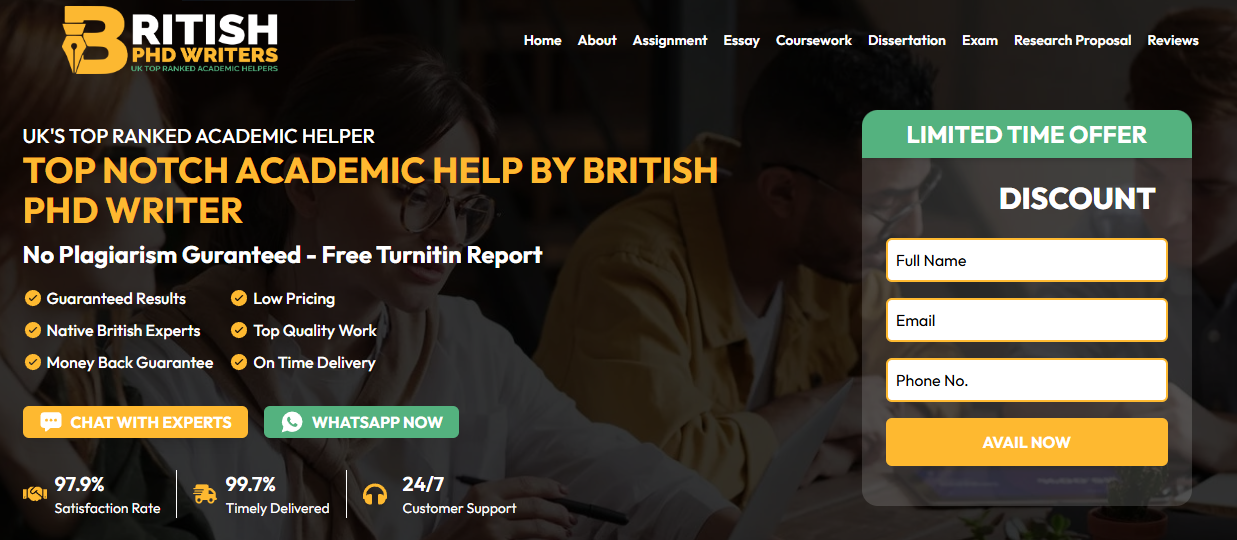 BRITISH
PHD WRITERS
UK TOP RANKED ACADEMIC HELPERS
Home About Assignment Essay Coursework Dissertation Exam Research Proposal Reviews
UK'S TOP RANKED ACADEMIC HELPER
TOP NOTCH ACADEMIC HELP BY BRITISH
PHD WRITER
No Plagiarism Guranteed - Free Turnitin Report
Guaranteed Results Low Pricing
Native British Experts Top Quality Work
Money Back Guarantee On Time Delivery
CHAT WITH EXPERTS WHATSAPP NOW
97.9% 99.7% 24/7
Satisfaction Rate Timely Delivered Customer Support
LIMITED TIME OFFER
DISCOUNT
Full Name
Email
Phone No.
AVAIL NOW